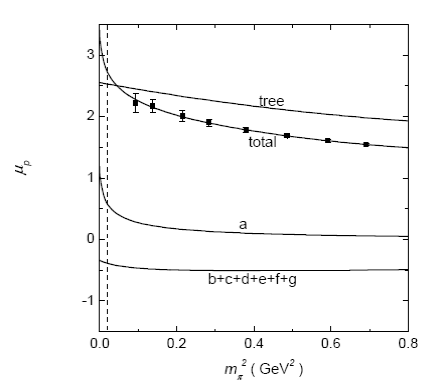 3
2
1
0
-1
μp
tree
total
a
b+c+d+e+f+g
0.0 0.2 0.4 0.6 0.8
mπ² ( GeV² )